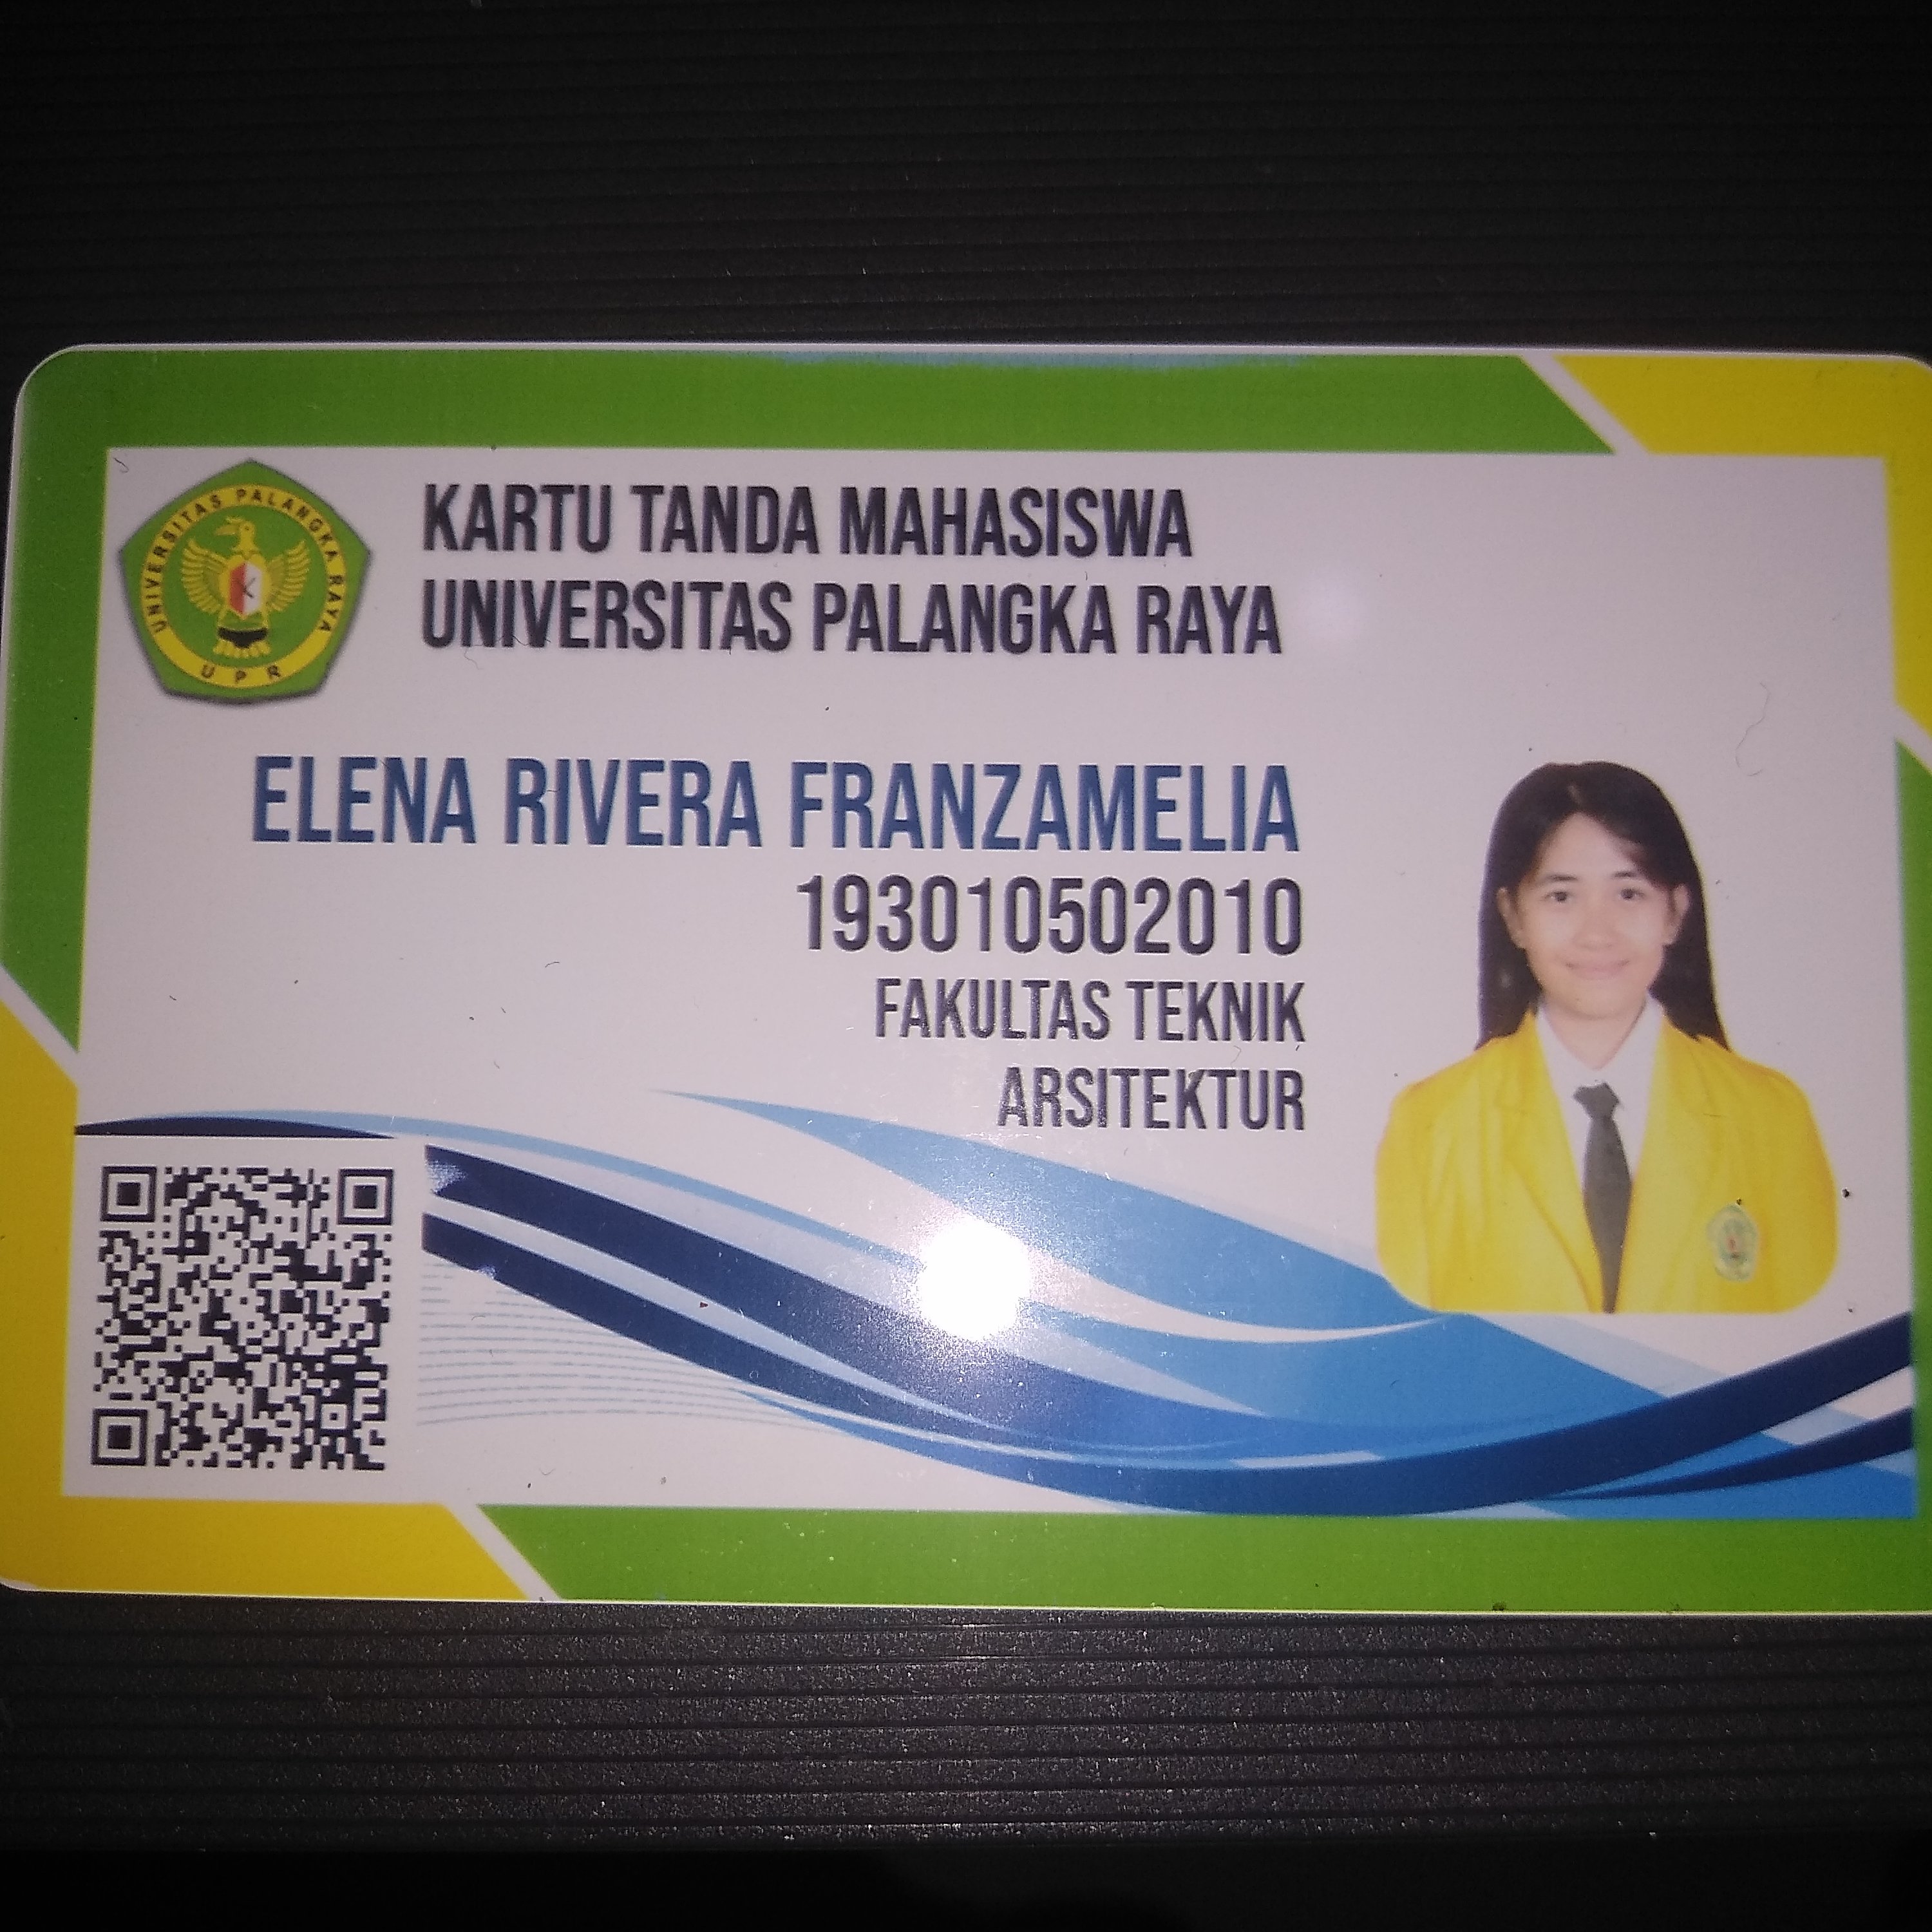 UNIVERSITAS PALANGKA RAYA
UPR
KARTU TANDA MAHASISWA
UNIVERSITAS PALANGKA RAYA
ELENA RIVERA FRANZAMELIA
193010502010
FAKULTAS TEKNIK
ARSITEKTUR